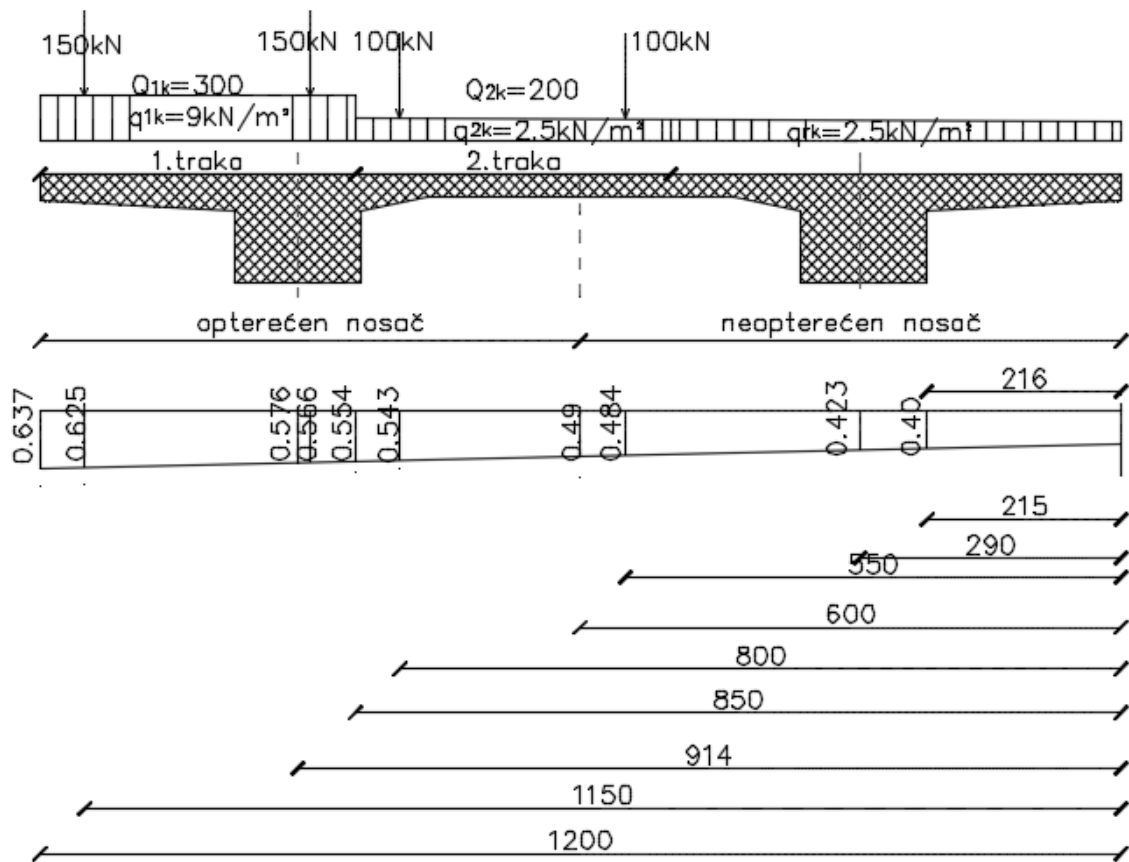 150kN 150kN 100kN 100kN
Q1k=300 Q2k=200
q1k=9kN/m² q2k=2.5kN/m² qrk=2.5kN/m²
1.traka 2.traka
opterećen nosač neopterećen nosač
0.637 0.625 0.576 0.566 0.554 0.543 0.49 0.484 0.423 0.40
216
215
290
550
600
800
850
914
1150
1200